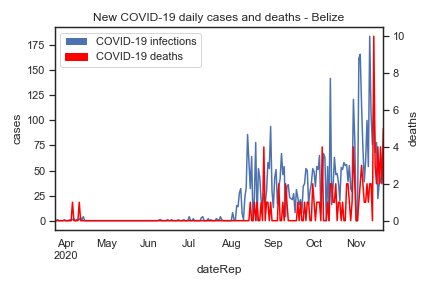 New COVID-19 daily cases and deaths - Belize
COVID-19 infections
COVID-19 deaths
cases
175
150
125
100
75
50
25
0
deaths
10
8
6
4
2
0
Apr May Jun Jul Aug Sep Oct Nov
2020
dateRep